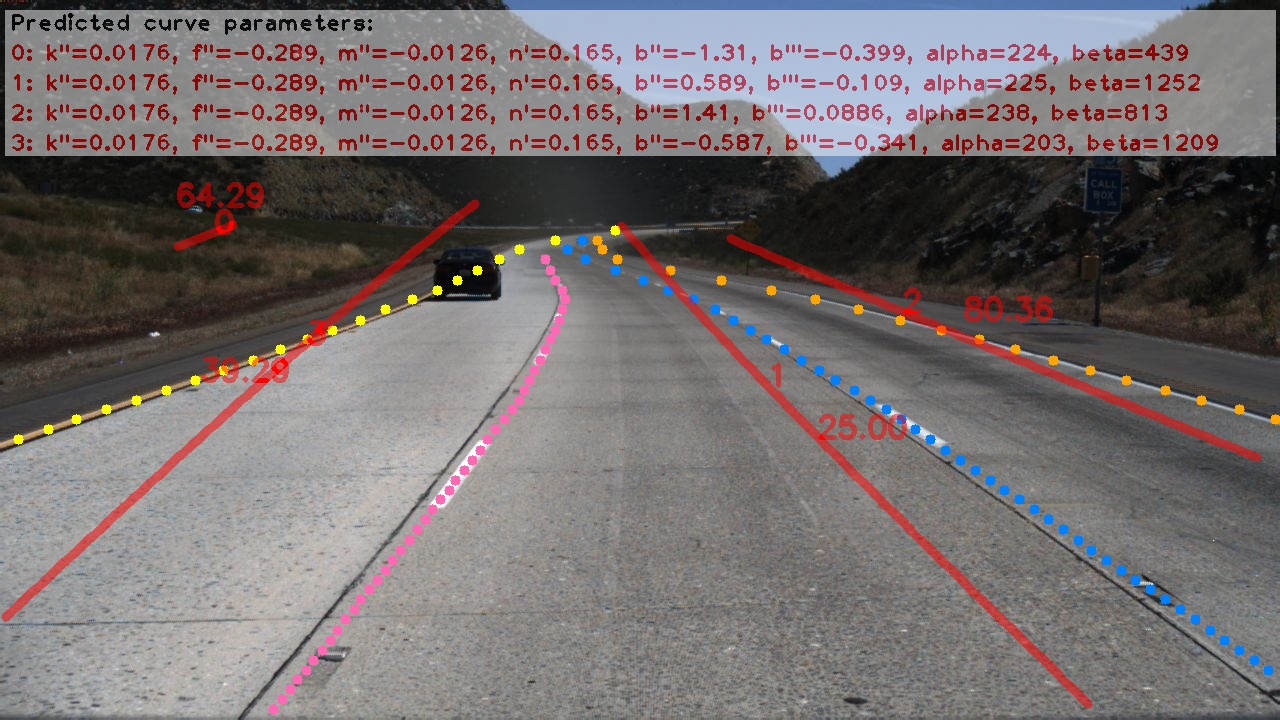 Predicted curve parameters:
0: k''=0.0176, f''=−0.289, m''=−0.0126, n'=0.165, b''=−1.31, b'''=−0.399, alpha=224, beta=439
1: k''=0.0176, f''=−0.289, m''=−0.0126, n'=0.165, b''=0.589, b'''=−0.109, alpha=225, beta=1252
2: k''=0.0176, f''=−0.289, m''=−0.0126, n'=0.165, b''=1.41, b'''=0.0886, alpha=238, beta=813
3: k''=0.0176, f''=−0.289, m''=−0.0126, n'=0.165, b''=−0.587, b'''=−0.341, alpha=203, beta=1209
64.29
0
CALL
BOX
2 80.36
3
39.29
1
25.00